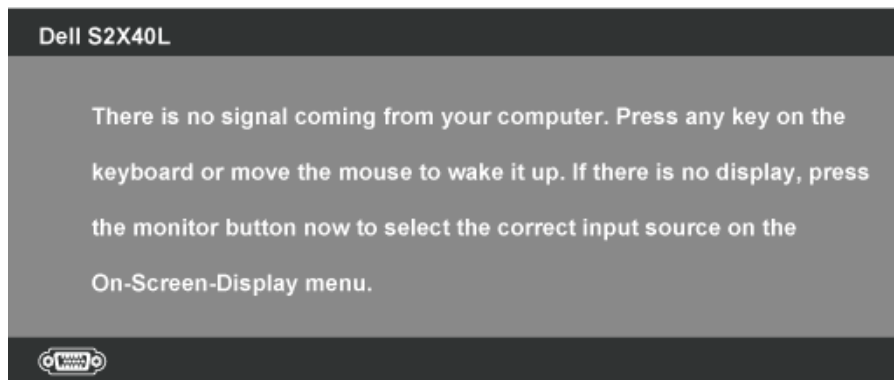 Dell S2X40L
There is no signal coming from your computer. Press any key on the
keyboard or move the mouse to wake it up. If there is no display, press
the monitor button now to select the correct input source on the
On-Screen-Display menu.